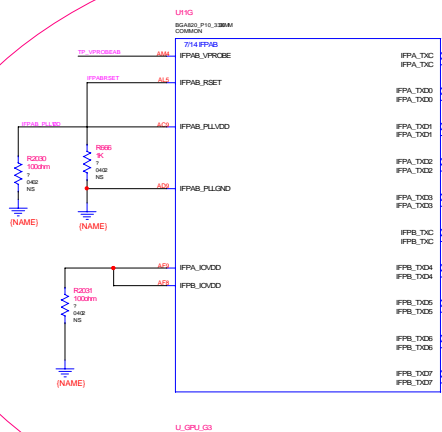 U11G
COMMON
7/14 IFPAB
TP_VPROBEAB
AM4
IFPAB_VPROBE
IFPABRSET
AL5
IFPAB_RSET
IFPAB_PLLVDD
AC9
IFPAB_PLLVDD
R2030
100ohm
?
0402
NS
(NAME)
R666
1K
?
0402
NS
(NAME)
AD9
IFPAB_PLLGND
AF9
IFPA_IOVDD
AF8
IFPB_IOVDD
R2031
100ohm
?
0402
NS
(NAME)
IFPA_TXC
IFPA_TXC
IFPA_TXD0
IFPA_TXD0
IFPA_TXD1
IFPA_TXD1
IFPA_TXD2
IFPA_TXD2
IFPA_TXD3
IFPA_TXD3
IFPB_TXC
IFPB_TXC
IFPB_TXD4
IFPB_TXD4
IFPB_TXD5
IFPB_TXD5
IFPB_TXD6
IFPB_TXD6
IFPB_TXD7
IFPB_TXD7
U_GPU_G3